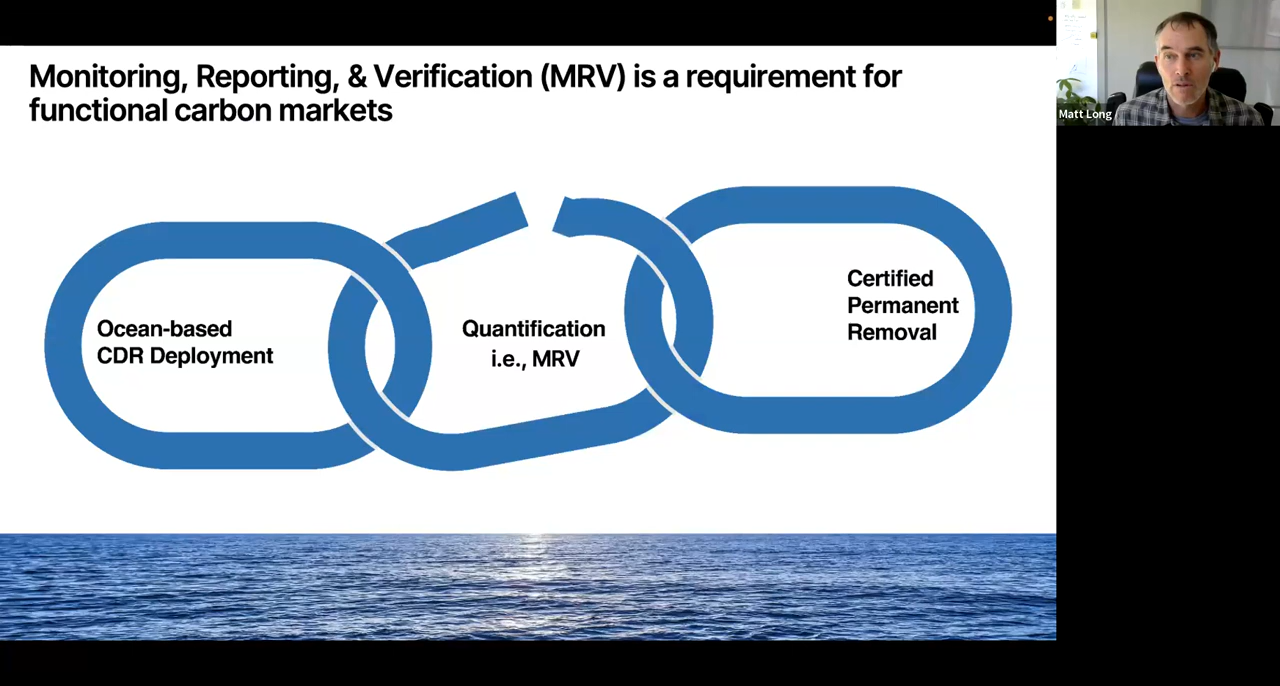 Monitoring, Reporting, & Verification (MRV) is a requirement for
functional carbon markets
Matt Long
Ocean-based
CDR Deployment
Quantification
i.e., MRV
Certified
Permanent
Removal